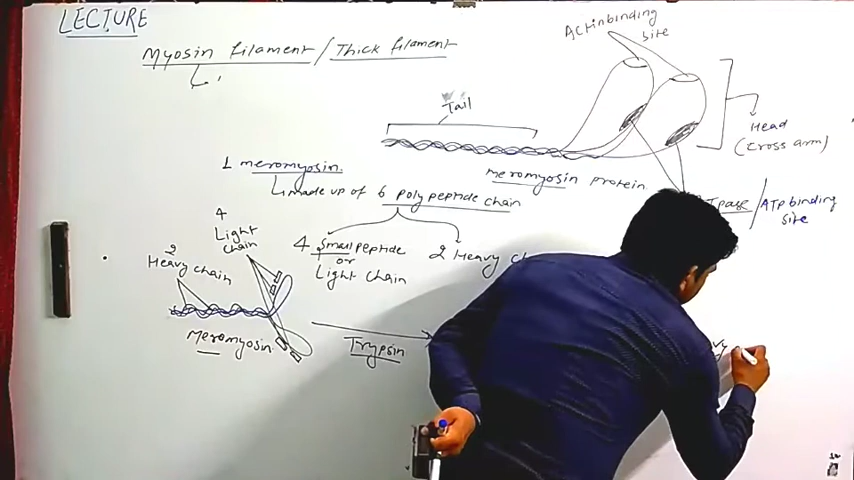 LECTURE
Myosin filament / Thick filament
Actin binding
site
Tail
Head
(Cross arm)
meromyosin protein
1 meromyosin.
made up of 6 polypeptide chain
Tpase / ATP binding
site
4
Light
chain
4 Small peptide
or
Light chain
2 Heavy
2
Heavy chain
Meromyosin
Trypsin